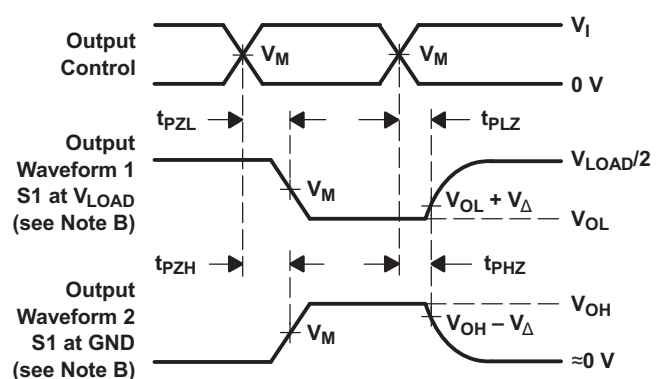 Output
Control
V_M
V_M
V_I
0 V
t_PZL
t_PLZ
Output
Waveform 1
S1 at V_LOAD
(see Note B)
V_M
V_LOAD/2
V_OL + V_Δ
V_OL
t_PZH
t_PHZ
Output
Waveform 2
S1 at GND
(see Note B)
V_M
V_OH
V_OH − V_Δ
≈0 V